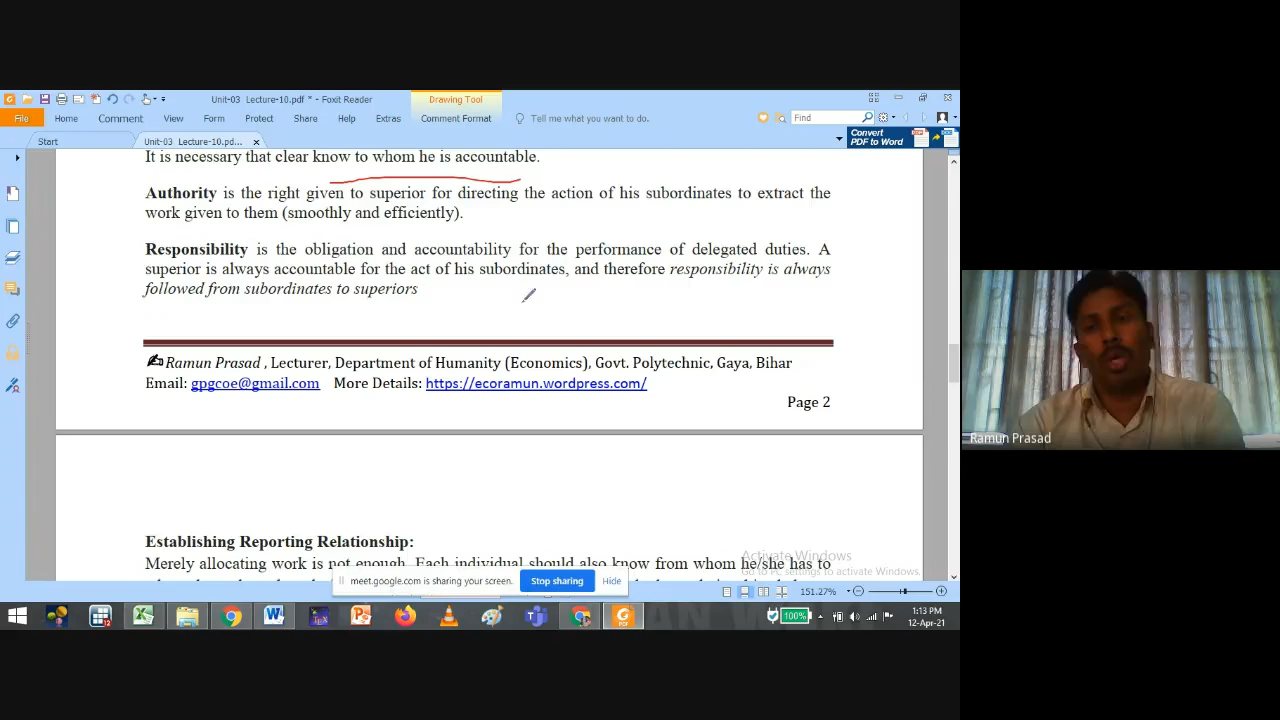 Unit-03 Lecture-10.pdf * - Foxit Reader
Drawing Tool
File Home Comment View Form Protect Share Help Extras Comment Format Tell me what you want to do. Find
Start Unit-03 Lecture-10.pd... Convert PDF to Word
It is necessary that clear know to whom he is accountable.
Authority is the right given to superior for directing the action of his subordinates to extract the
work given to them (smoothly and efficiently).
Responsibility is the obligation and accountability for the performance of delegated duties. A
superior is always accountable for the act of his subordinates, and therefore responsibility is always
followed from subordinates to superiors
Ramun Prasad , Lecturer, Department of Humanity (Economics), Govt. Polytechnic, Gaya, Bihar
Email: gpgcoe@gmail.com More Details: https://ecoramun.wordpress.com/
Page 2
Ramun Prasad
Establishing Reporting Relationship:
Merely allocating work is not enough. Each individual should also know from whom he/she has to
Activate Windows
Go to PC settings to activate Windows.
meet.google.com is sharing your screen. Stop sharing Hide
151.27%
100%
1:13 PM
12-Apr-21